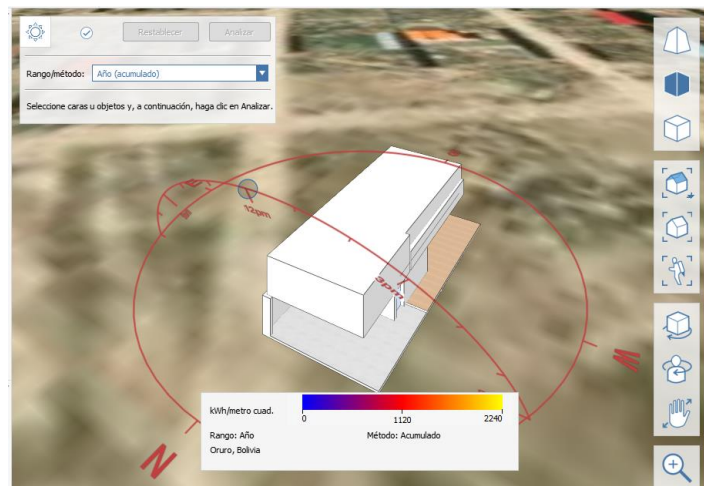 Restablecer
Analizar
Rango/método: Año (acumulado)
Seleccione caras u objetos y, a continuación, haga clic en Analizar.
12pm
3pm
W
N
kWh/metro cuad.
0
1120
2240
Rango: Año
Método: Acumulado
Oruro, Bolivia